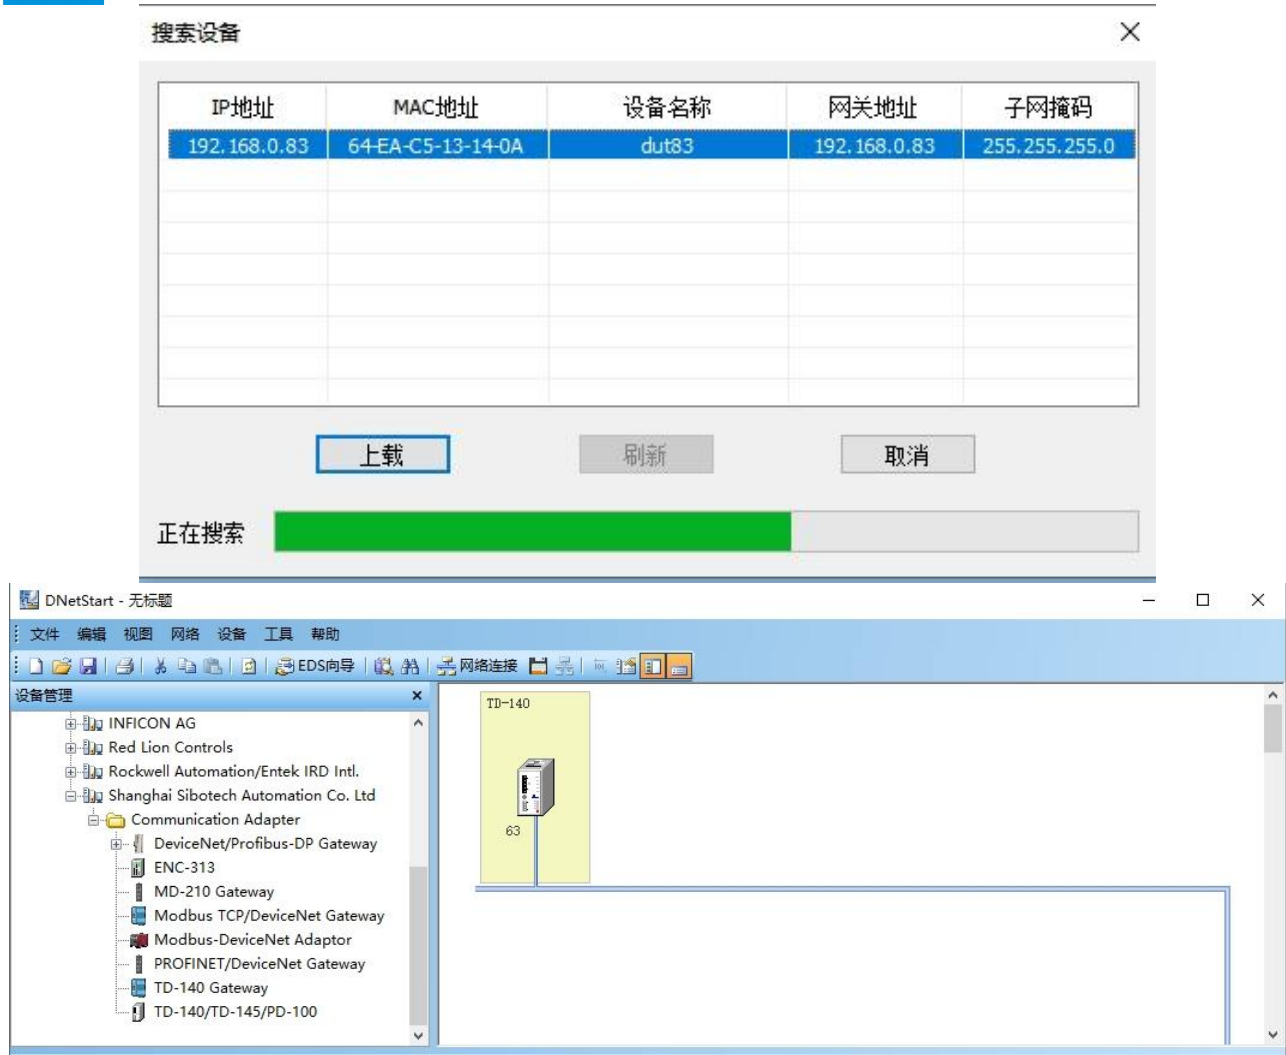 搜索设备
IP地址 MAC地址 设备名称 网关地址 子网掩码
192.168.0.83 64-EA-C5-13-14-0A dut83 192.168.0.83 255.255.255.0
上载 刷新 取消
正在搜索
DNetStart - 无标题
文件 编辑 视图 网络 设备 工具 帮助
EDS向导 网络连接
设备管理
INFICON AG
Red Lion Controls
Rockwell Automation/Entek IRD Intl.
Shanghai Sibotech Automation Co. Ltd
Communication Adapter
DeviceNet/Profibus-DP Gateway
ENC-313
MD-210 Gateway
Modbus TCP/DeviceNet Gateway
Modbus-DeviceNet Adaptor
PROFINET/DeviceNet Gateway
TD-140 Gateway
TD-140/TD-145/PD-100
TD-140
63